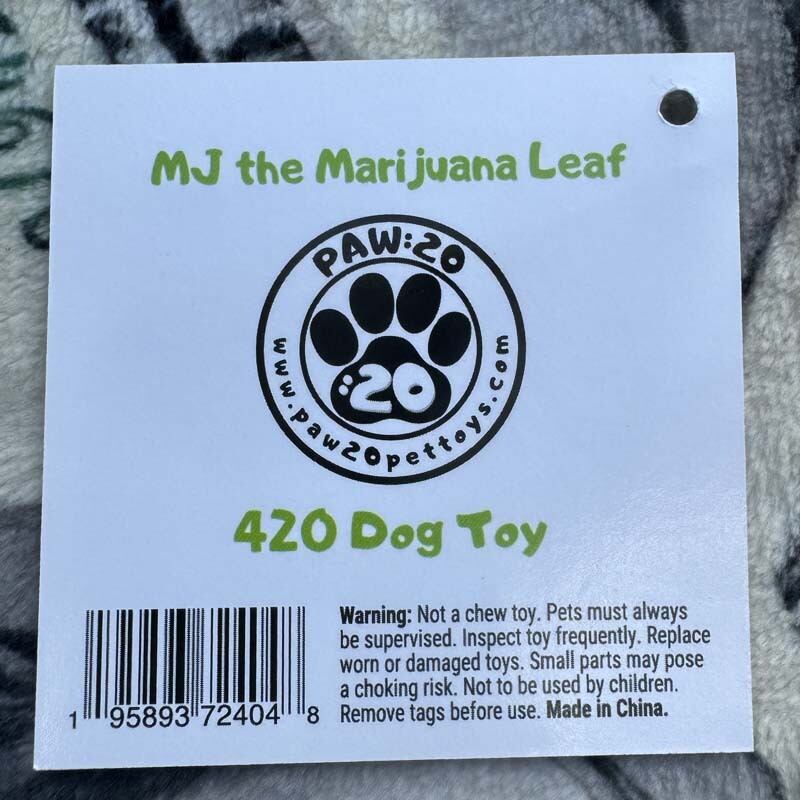 MJ the Marijuana Leaf
PAW:20
:20
www.paw20pettoys.com
420 Dog Toy
Warning: Not a chew toy. Pets must always
be supervised. Inspect toy frequently. Replace
worn or damaged toys. Small parts may pose
a choking risk. Not to be used by children.
Remove tags before use. Made in China.
1 95893 72404 8